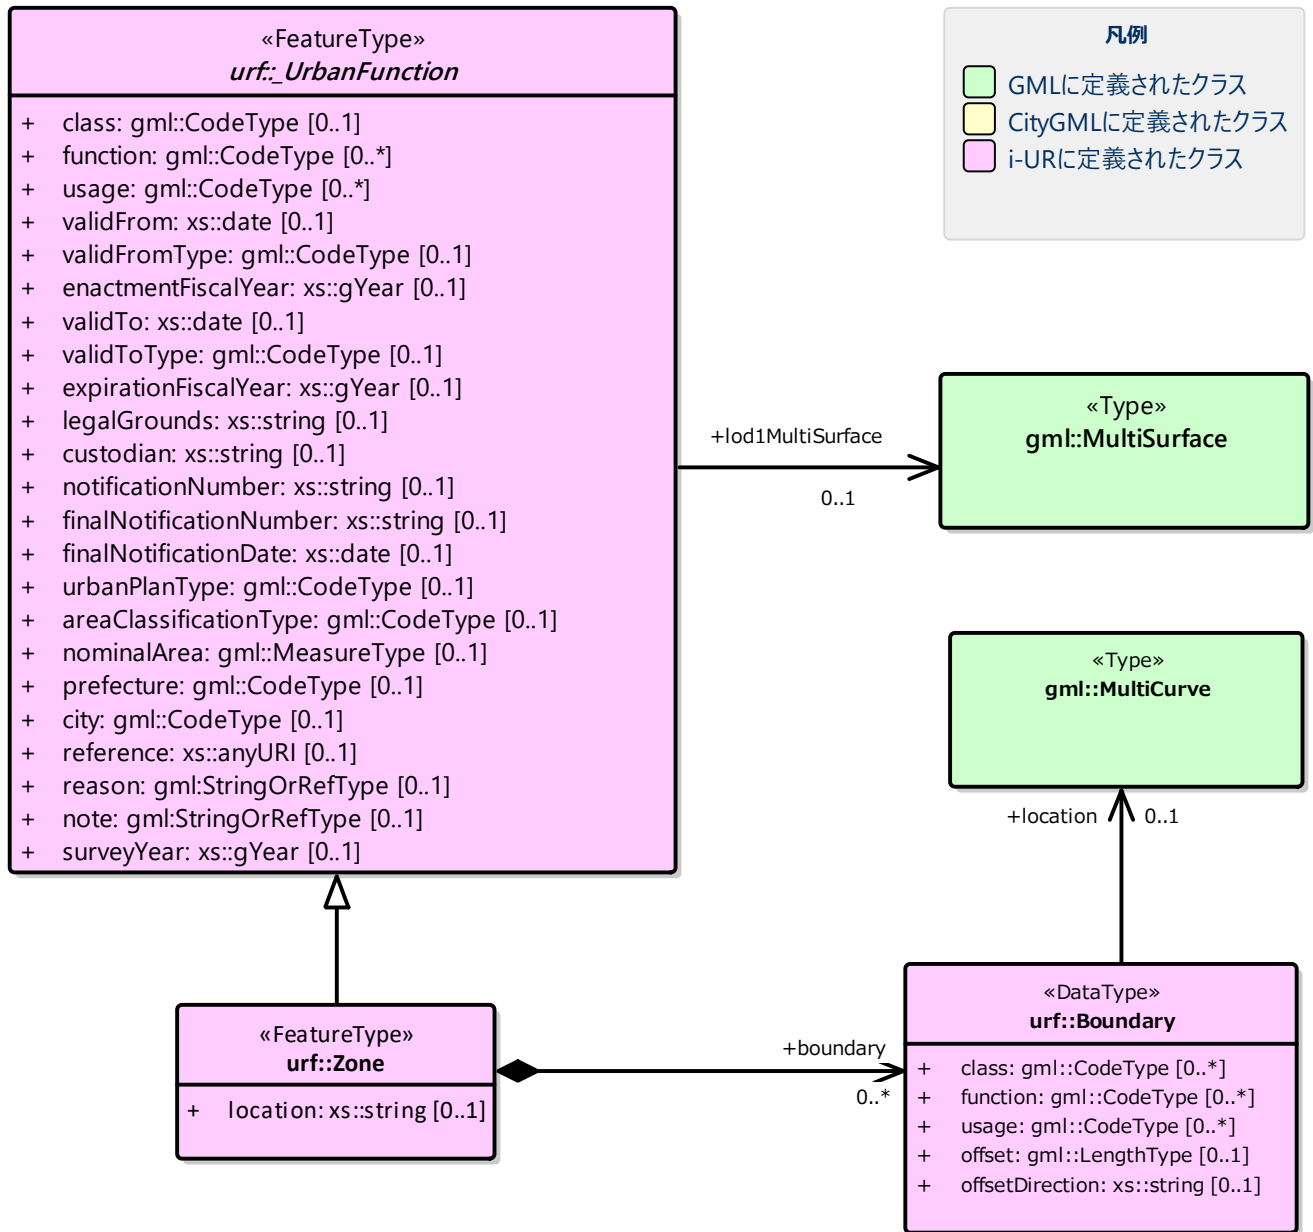 «FeatureType»
urf::_UrbanFunction
+ class: gml::CodeType [0..1]
+ function: gml::CodeType [0..*]
+ usage: gml::CodeType [0..*]
+ validFrom: xs::date [0..1]
+ validFromType: gml::CodeType [0..1]
+ enactmentFiscalYear: xs::gYear [0..1]
+ validTo: xs::date [0..1]
+ validToType: gml::CodeType [0..1]
+ expirationFiscalYear: xs::gYear [0..1]
+ legalGrounds: xs::string [0..1]
+ custodian: xs::string [0..1]
+ notificationNumber: xs::string [0..1]
+ finalNotificationNumber: xs::string [0..1]
+ finalNotificationDate: xs::date [0..1]
+ urbanPlanType: gml::CodeType [0..1]
+ areaClassificationType: gml::CodeType [0..1]
+ nominalArea: gml::MeasureType [0..1]
+ prefecture: gml::CodeType [0..1]
+ city: gml::CodeType [0..1]
+ reference: xs::anyURI [0..1]
+ reason: gml:StringOrRefType [0..1]
+ note: gml:StringOrRefType [0..1]
+ surveyYear: xs::gYear [0..1]
凡例
GMLに定義されたクラス
CityGMLに定義されたクラス
i-URに定義されたクラス
+lod1MultiSurface
0..1
«Type»
gml::MultiSurface
«Type»
gml::MultiCurve
+location
0..1
«FeatureType»
urf::Zone
+ location: xs::string [0..1]
+boundary
0..*
«DataType»
urf::Boundary
+ class: gml::CodeType [0..*]
+ function: gml::CodeType [0..*]
+ usage: gml::CodeType [0..*]
+ offset: gml::LengthType [0..1]
+ offsetDirection: xs::string [0..1]